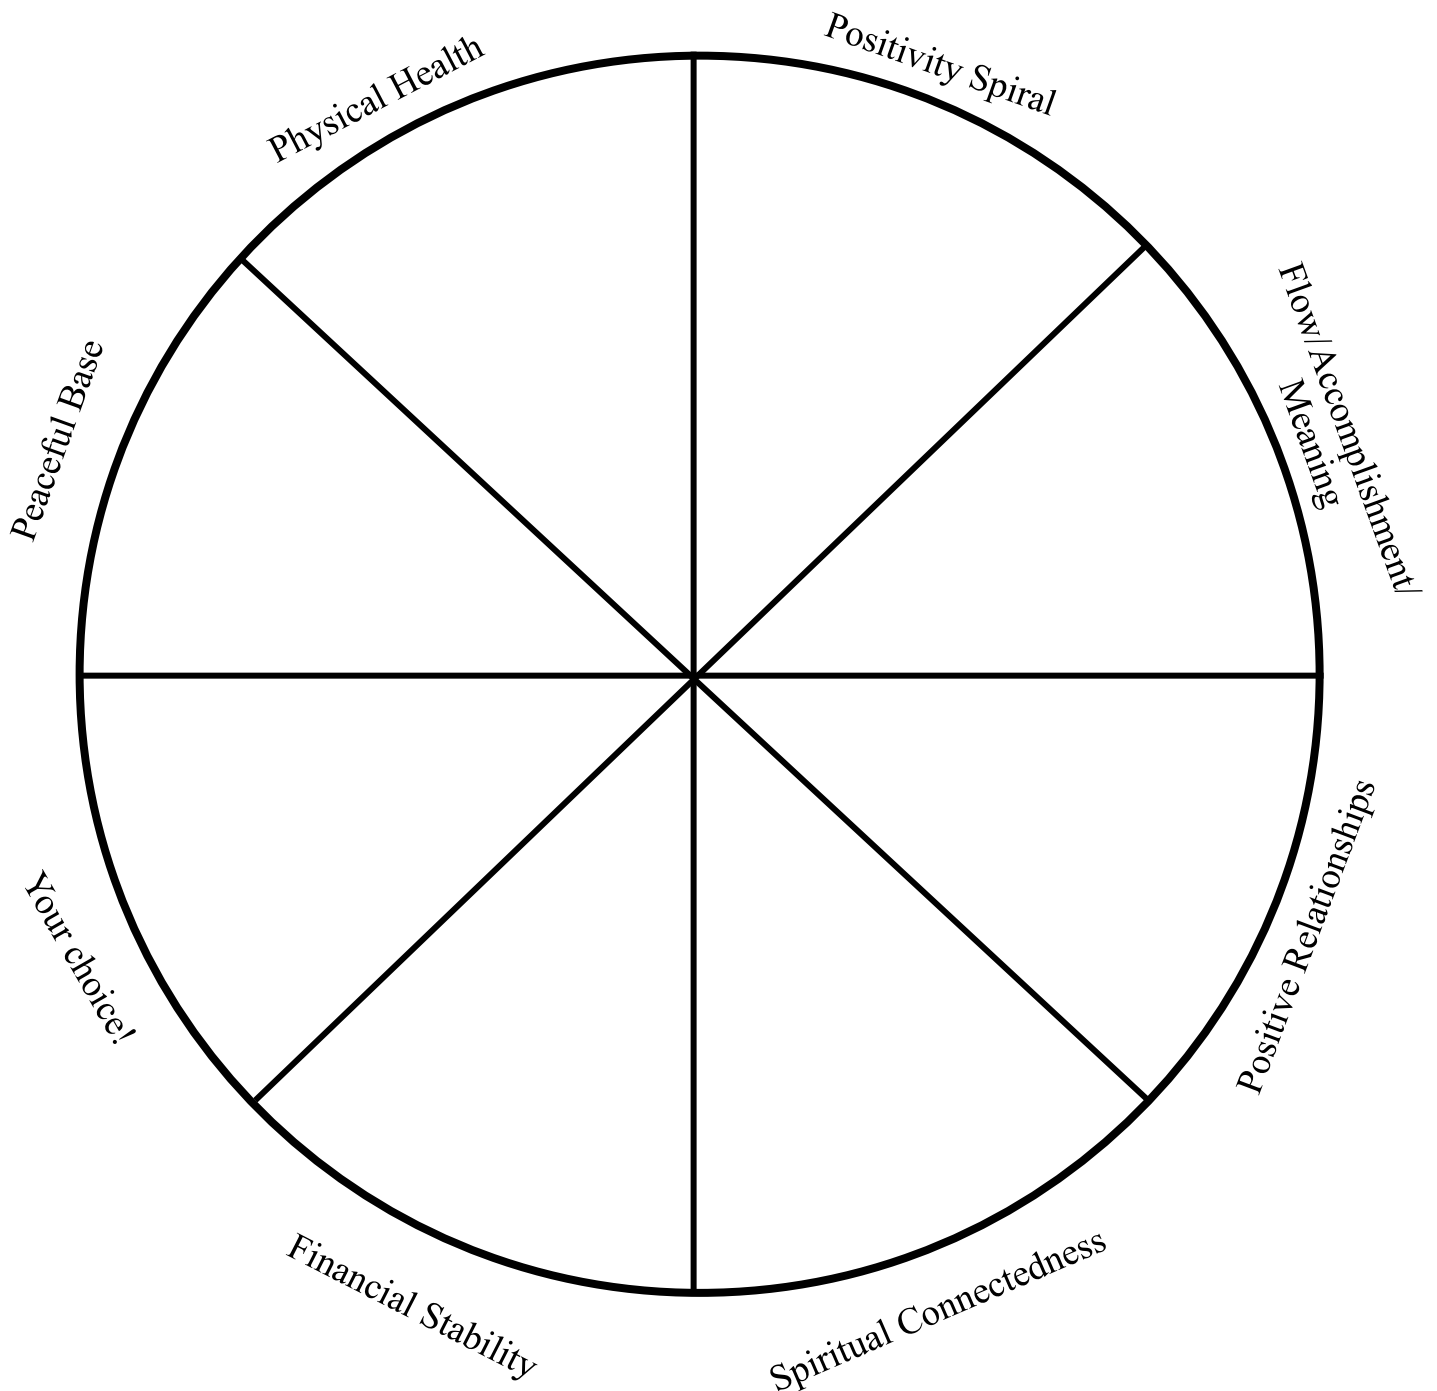 Positivity Spiral
Flow/Accomplishment/
Meaning
Positive Relationships
Spiritual Connectedness
Financial Stability
Your choice!
Peaceful Base
Physical Health